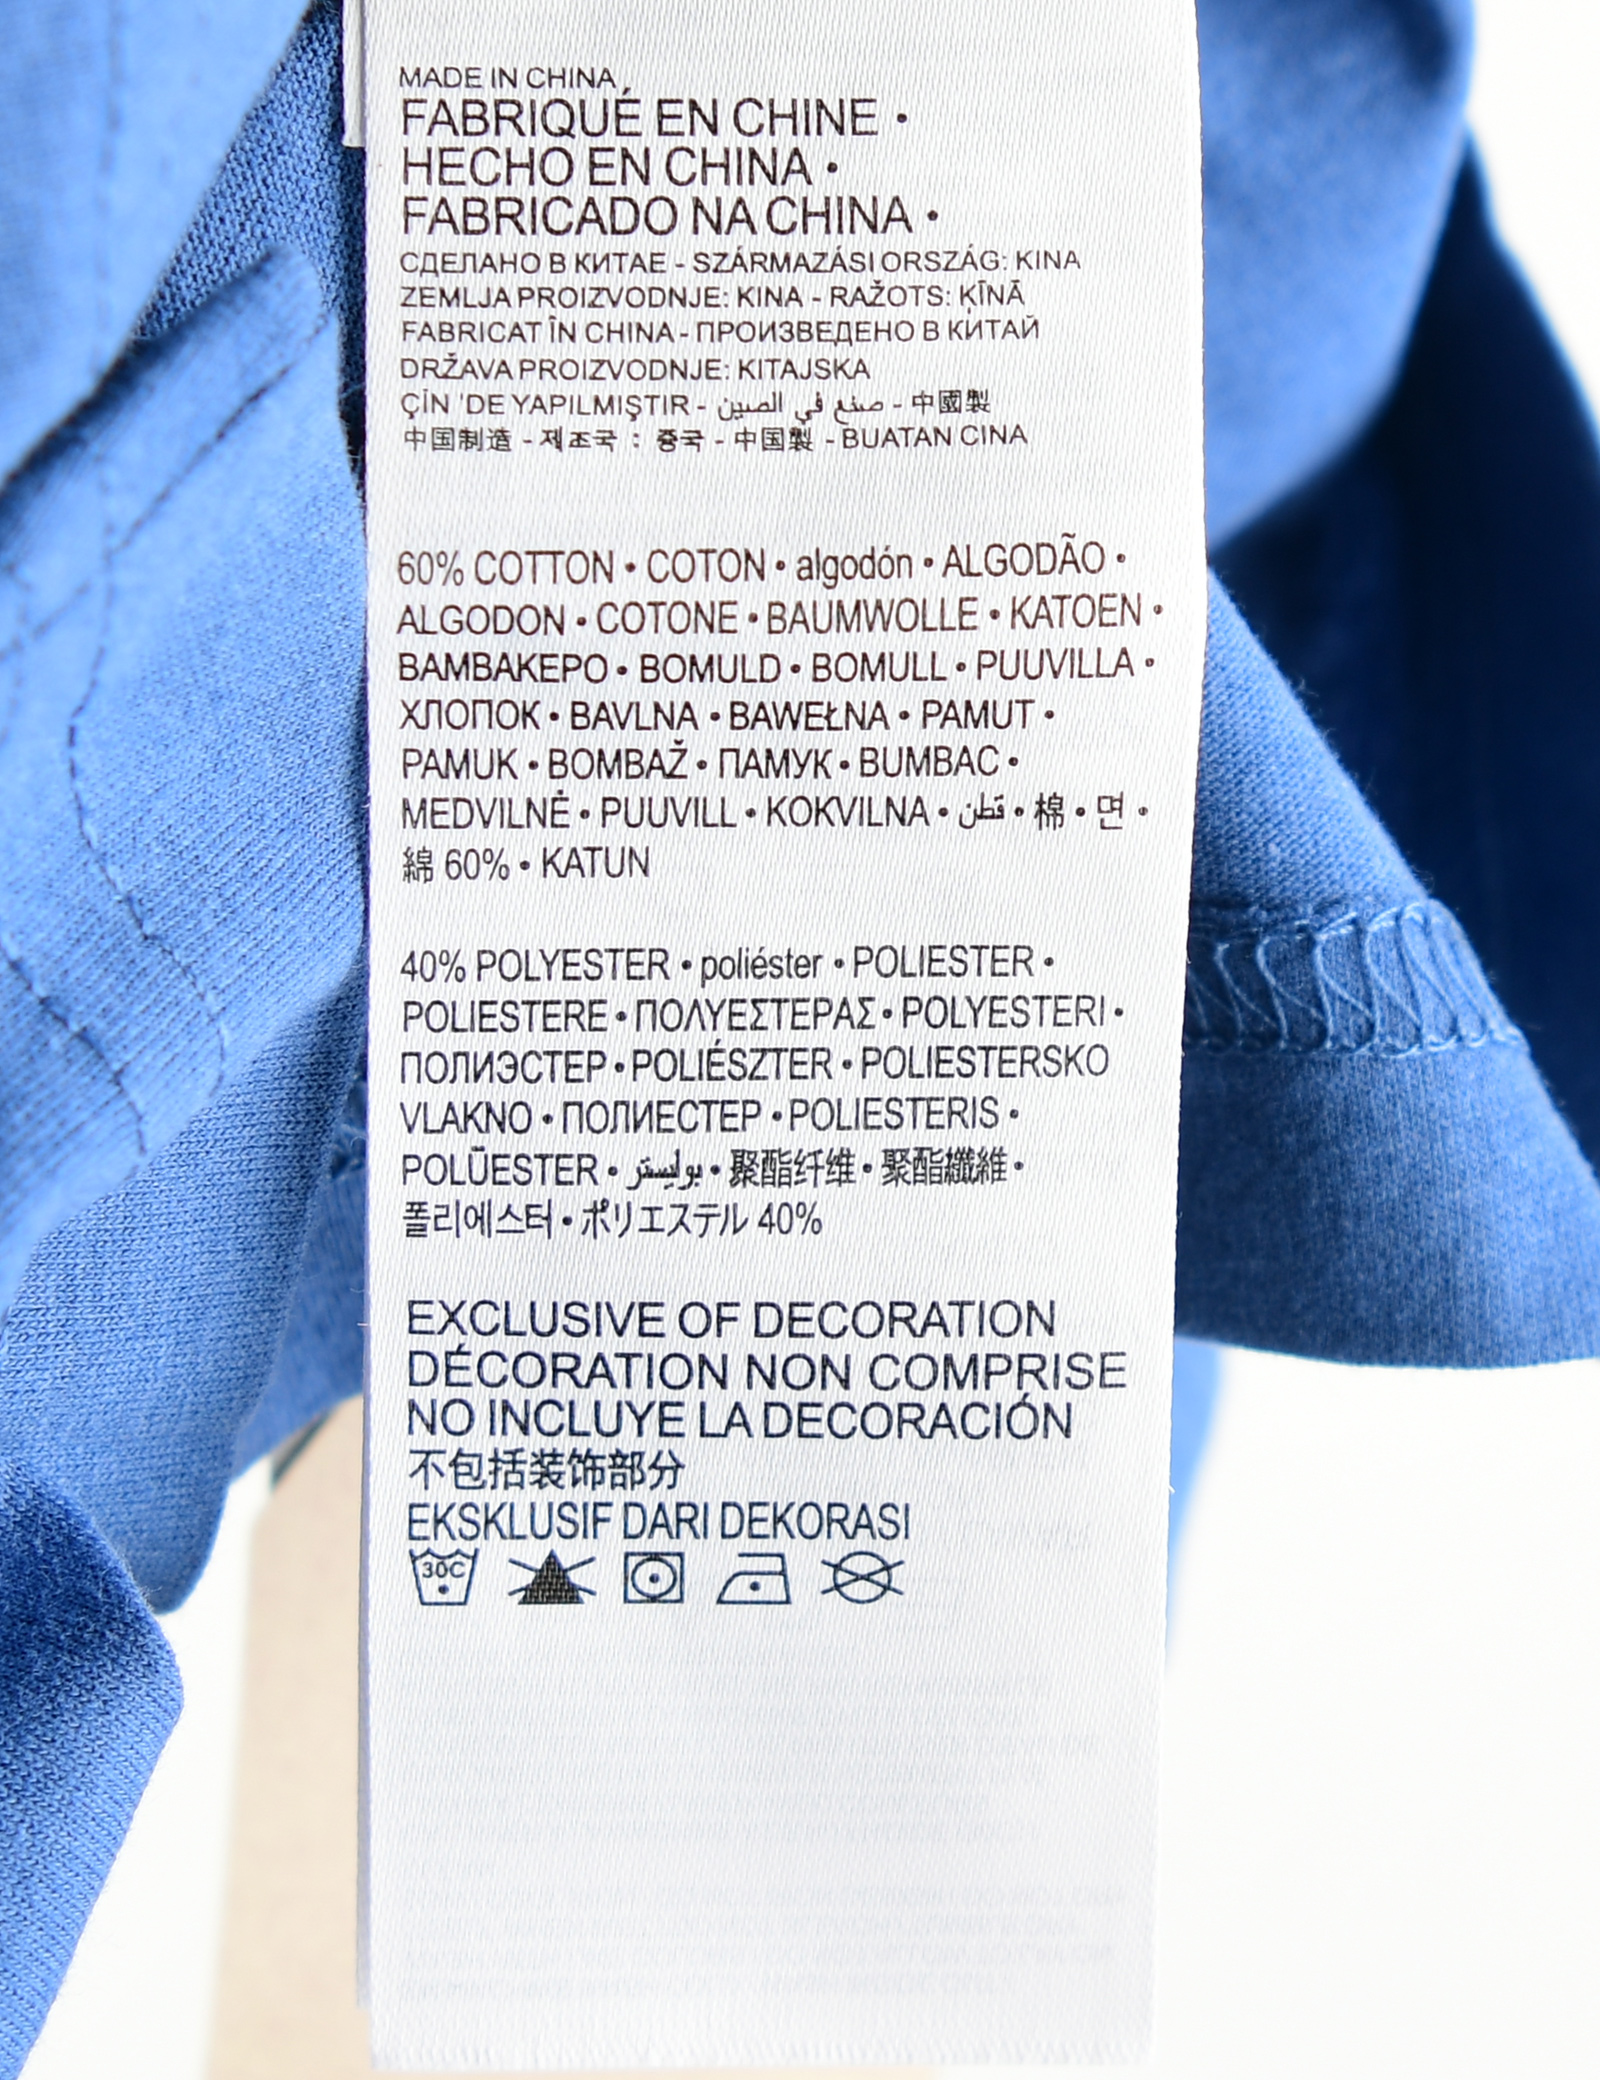 MADE IN CHINA
FABRIQUÉ EN CHINE •
HECHO EN CHINA •
FABRICADO NA CHINA •
СДЕЛАНО В КИТАЕ - SZÁRMAZÁSI ORSZÁG: KINA
ZEMLJA PROIZVODNJE: KINA - RAŽOTS: ĶĪNĀ
FABRICAT ÎN CHINA - ПРОИЗВЕДЕНО В КИТАЙ
DRŽAVA PROIZVODNJE: KITAJSKA
ÇİN 'DE YAPILMIŞTIR - صنع في الصين - 中國製
中国制造 - 제조국 : 중국 - 中国製 - BUATAN CINA
60% COTTON • COTON • algodón • ALGODÃO •
ALGODON • COTONE • BAUMWOLLE • KATOEN •
ΒΑΜΒΑΚΕΡΟ • BOMULD • BOMULL • PUUVILLA •
ХЛОПОК • BAVLNA • BAWEŁNA • PAMUT •
PAMUK • BOMBAŽ • ПАМУК • BUMBAC •
MEDVILNĖ • PUUVILL • KOKVILNA • قطن • 棉 • 면 •
綿 60% • KATUN
40% POLYESTER • poliéster • POLIESTER •
POLIESTERE • ΠΟΛΥΕΣΤΕΡΑΣ • POLYESTERI •
ПОЛИЭСТЕР • POLIÉSZTER • POLIESTERSKO
VLAKNO • ПОЛИЕСТЕР • POLIESTERIS •
POLÜESTER • بوليستر • 聚酯纤维 • 聚酯纖維 •
폴리에스터 • ポリエステル 40%
EXCLUSIVE OF DECORATION
DÉCORATION NON COMPRISE
NO INCLUYE LA DECORACIÓN
不包括装饰部分
EKSKLUSIF DARI DEKORASI
30C